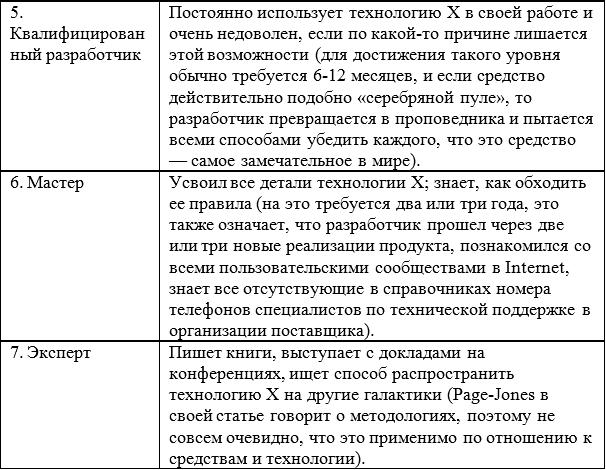 5.
Квалифицирован
ный разработчик
Постоянно использует технологию X в своей работе и
очень недоволен, если по какой-то причине лишается
этой возможности (для достижения такого уровня
обычно требуется 6-12 месяцев, и если средство
действительно подобно «серебряной пуле», то
разработчик превращается в проповедника и пытается
всеми способами убедить каждого, что это средство
— самое замечательное в мире).
6. Мастер
Усвоил все детали технологии X; знает, как обходить
ее правила (на это требуется два или три года, это
также означает, что разработчик прошел через две
или три новые реализации продукта, познакомился со
всеми пользовательскими сообществами в Internet,
знает все отсутствующие в справочниках номера
телефонов специалистов по технической поддержке в
организации поставщика).
7. Эксперт
Пишет книги, выступает с докладами на
конференциях, ищет способ распространить
технологию X на другие галактики (Page-Jones в
своей статье говорит о методологиях, поэтому не
совсем очевидно, что это применимо по отношению к
средствам и технологии).